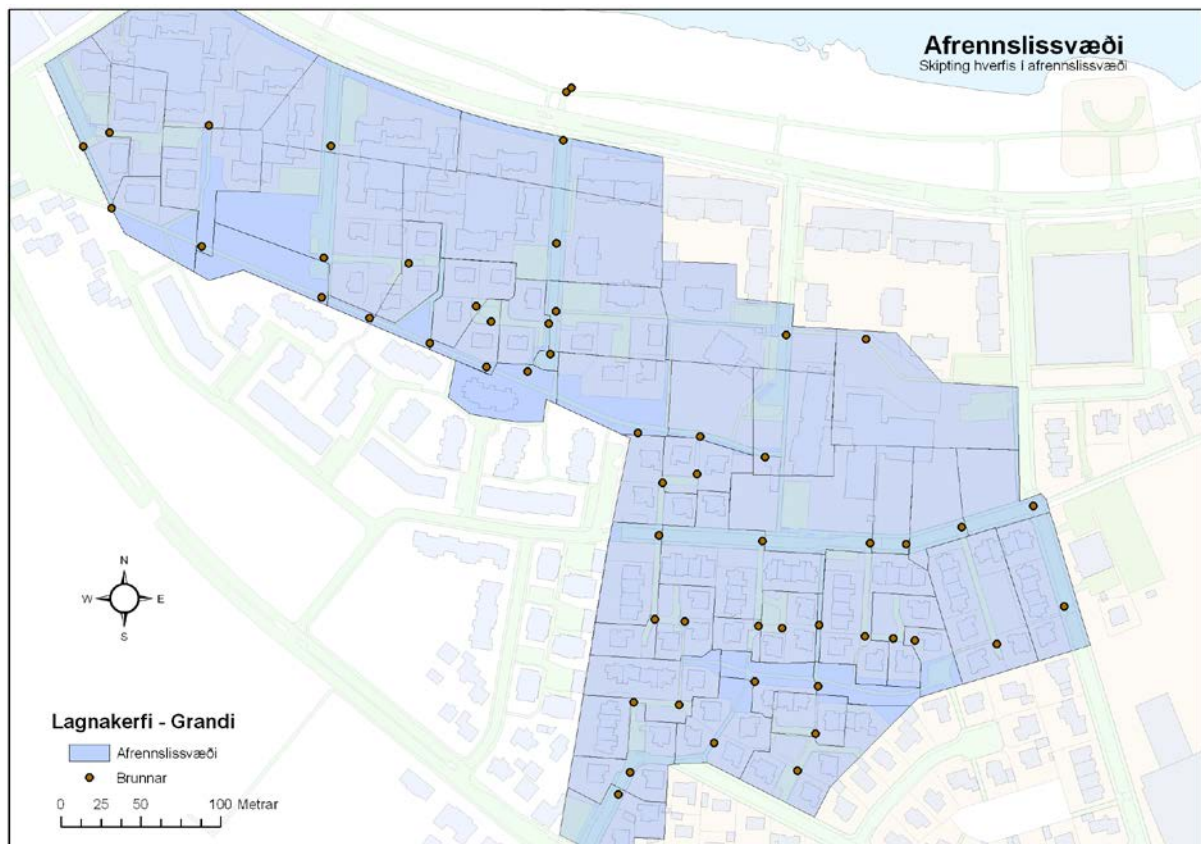 Afrennslissvæði
Skipting hverfis í afrennslissvæði
N
W E
S
Lagnakerfi - Grandi
Afrennslissvæði
Brunnar
0 25 50 100 Metrar